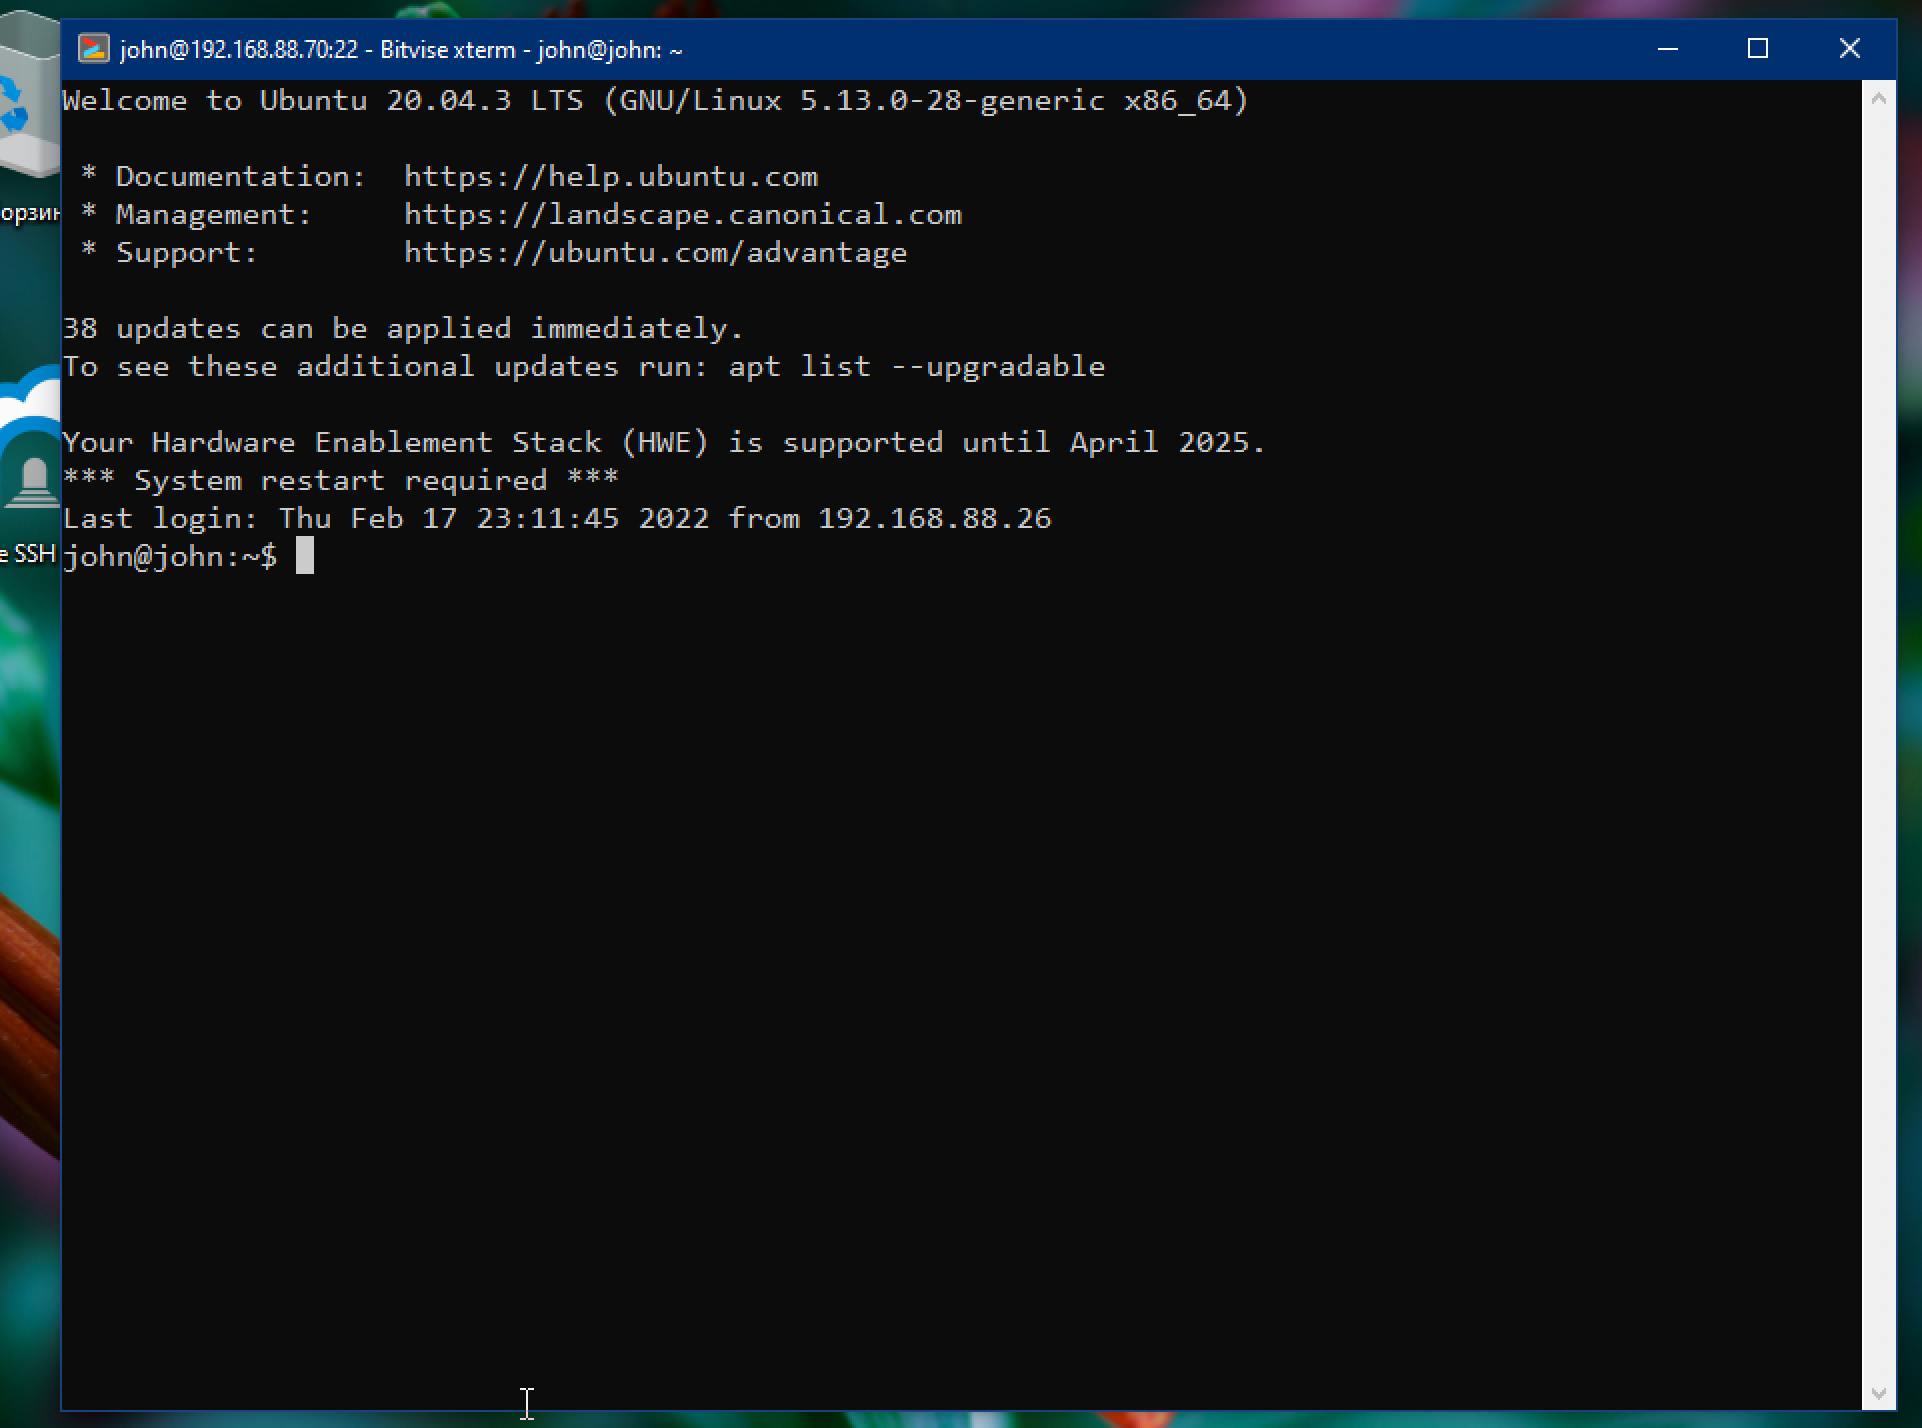 john@192.168.88.70:22 - Bitvise xterm - john@john: ~
Welcome to Ubuntu 20.04.3 LTS (GNU/Linux 5.13.0-28-generic x86_64)
* Documentation: https://help.ubuntu.com
* Management: https://landscape.canonical.com
* Support: https://ubuntu.com/advantage
38 updates can be applied immediately.
To see these additional updates run: apt list --upgradable
Your Hardware Enablement Stack (HWE) is supported until April 2025.
*** System restart required ***
Last login: Thu Feb 17 23:11:45 2022 from 192.168.88.26
john@john:~$
SSH